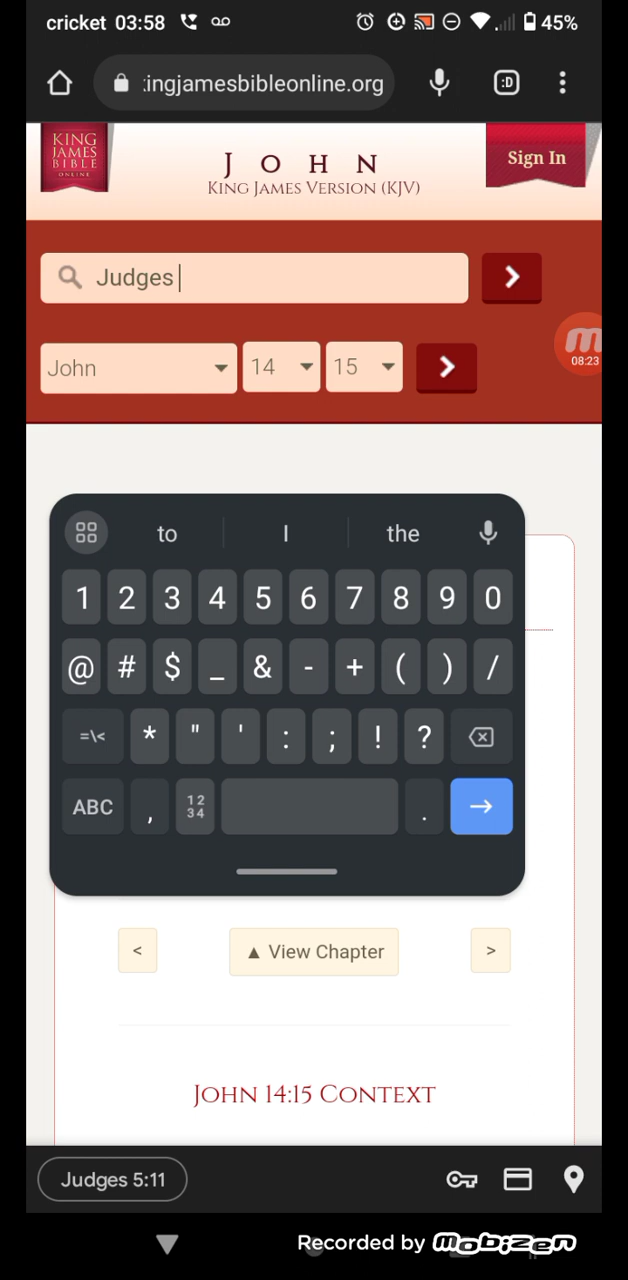 cricket 03:58 45%
:ingjamesbibleonline.org :D
KING
JAMES
BIBLE
ONLINE
JOHN
KING JAMES VERSION (KJV)
Sign In
Judges
m
08:23
John 14 15
to I the
1 2 3 4 5 6 7 8 9 0
@ # $ _ & - + ( ) /
=\< * " ' : ; ! ?
ABC , 12 34 . →
< ▲ View Chapter >
JOHN 14:15 CONTEXT
Judges 5:11
Recorded by Mobizen